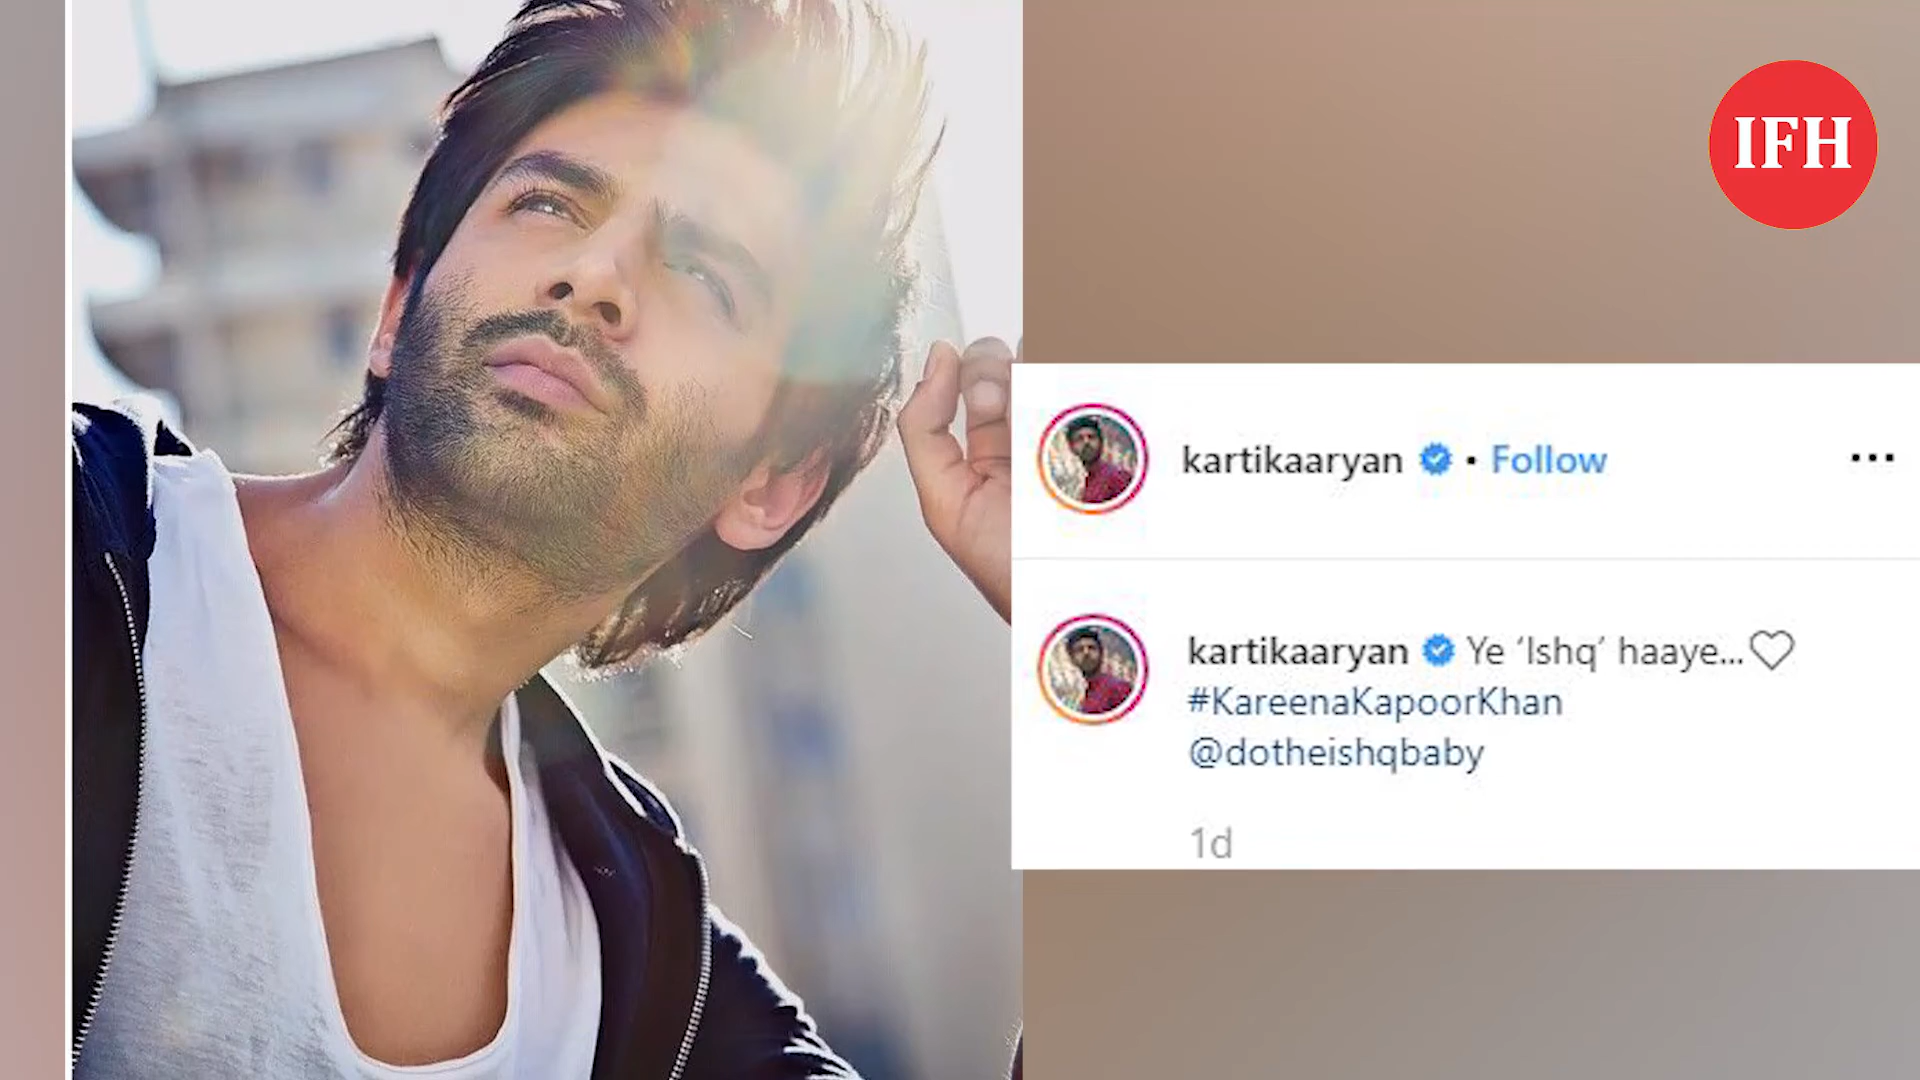 IFH
kartikaaryan • Follow
kartikaaryan Ye ‘Ishq’ haaye...♡
#KareenaKapoorKhan
@dotheishqbaby
1d